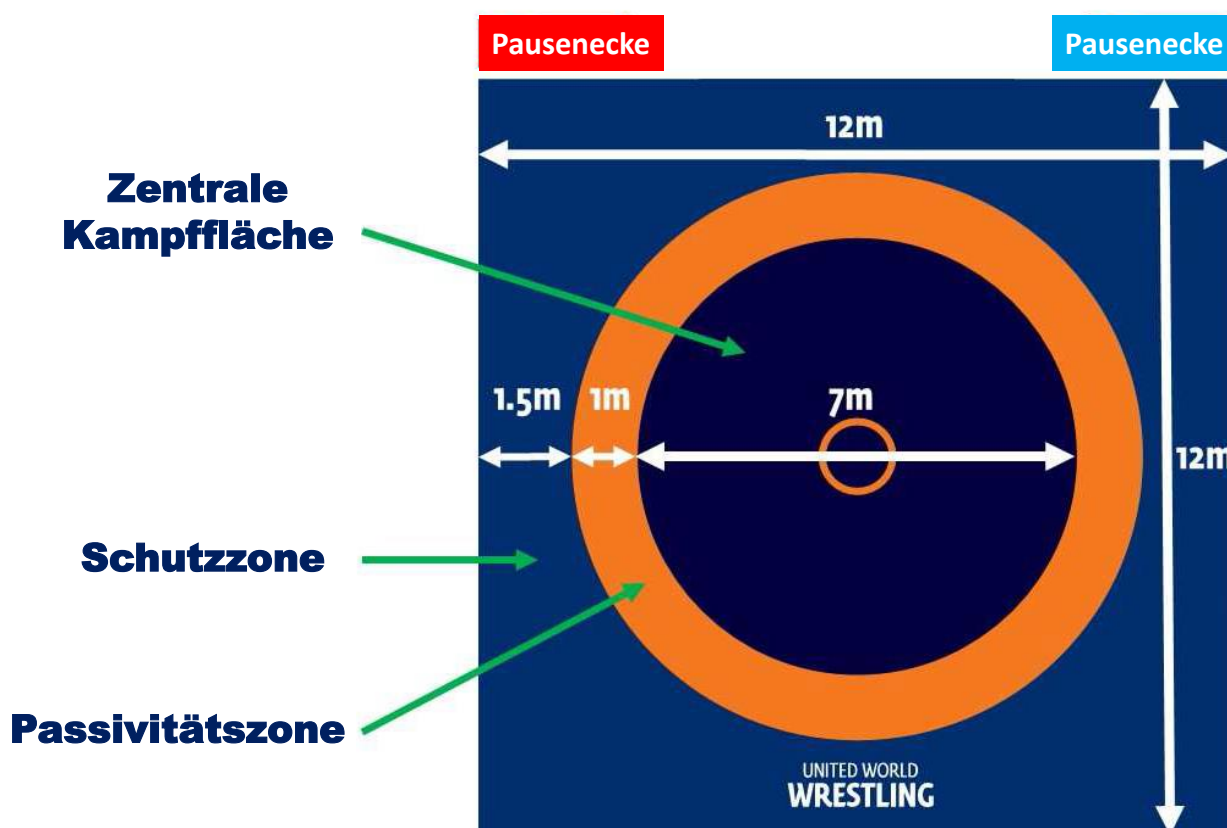 Pausenecke
Pausenecke
12m
Zentrale
Kampffläche
1.5m
1m
7m
12m
Schutzzone
Passivitätszone
UNITED WORLD
WRESTLING